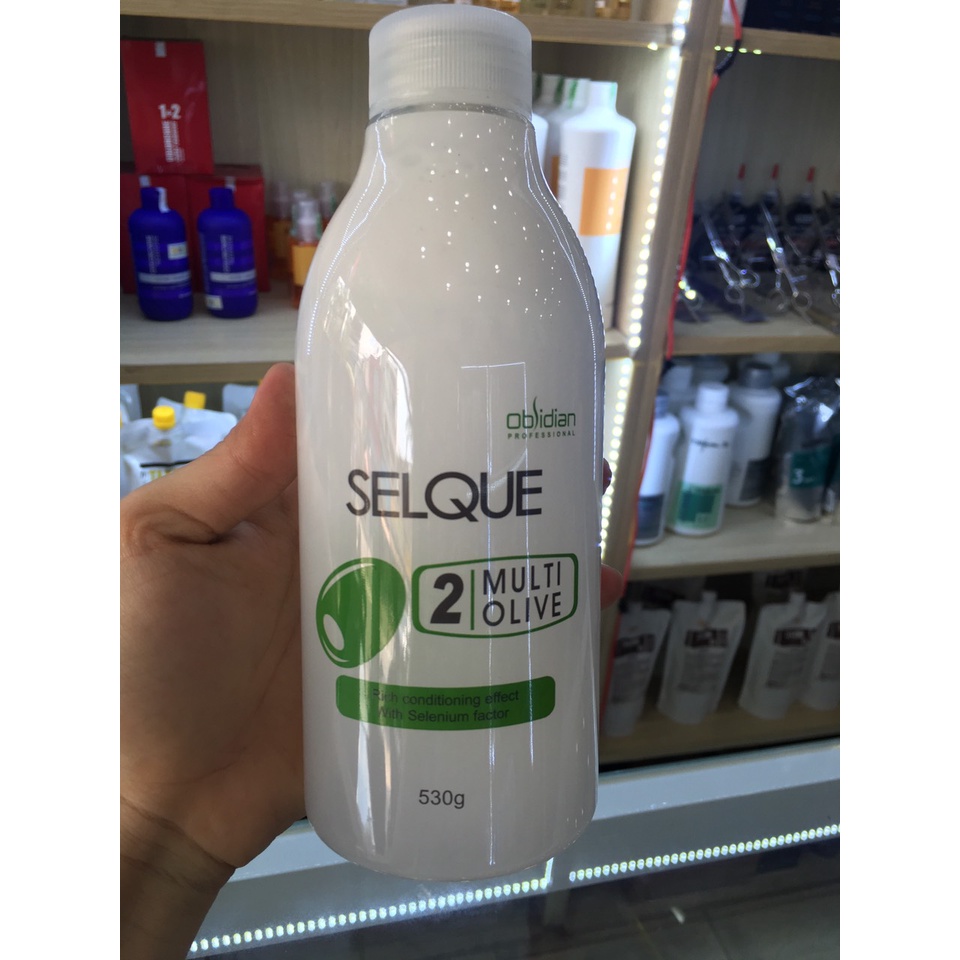 1+2
Obsidian
PROFESSIONAL
SELQUE
2 MULTI
OLIVE
Rich conditioning effect
With Selenium factor
530g